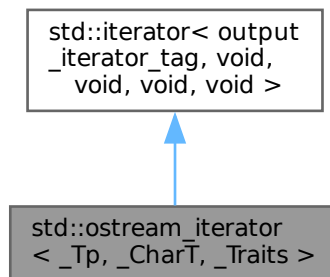 std::iterator< output
_iterator_tag, void,
void, void, void >
std::ostream_iterator
< _Tp, _CharT, _Traits >